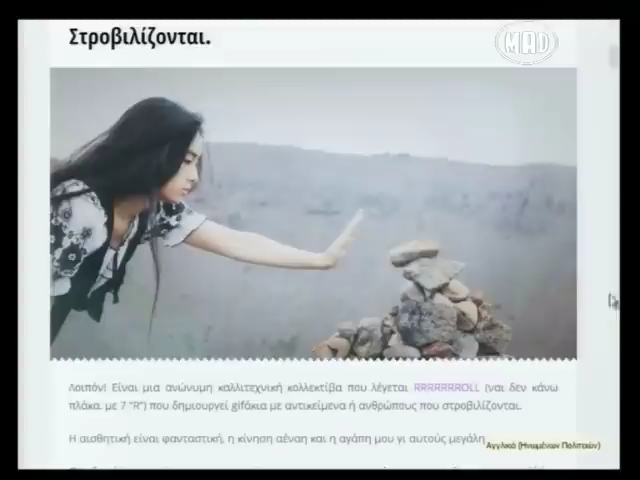 Στροβιλίζονται.
MAD
Λοιπόν! Είναι μια ανώνυμη καλλιτεχνική κολλεκτίβα που λέγεται RRRRRRROLL (ναι δεν κάνω
πλάκα, με 7 "R") που δημιουργεί gifάκια με αντικείμενα ή ανθρώπους που στροβιλίζονται.
Η αισθητική είναι φανταστική, η κίνηση αέναη και η αγάπη μου γι αυτούς μεγάλη
Αγγλικά (Ηνωμένων Πολιτειών)